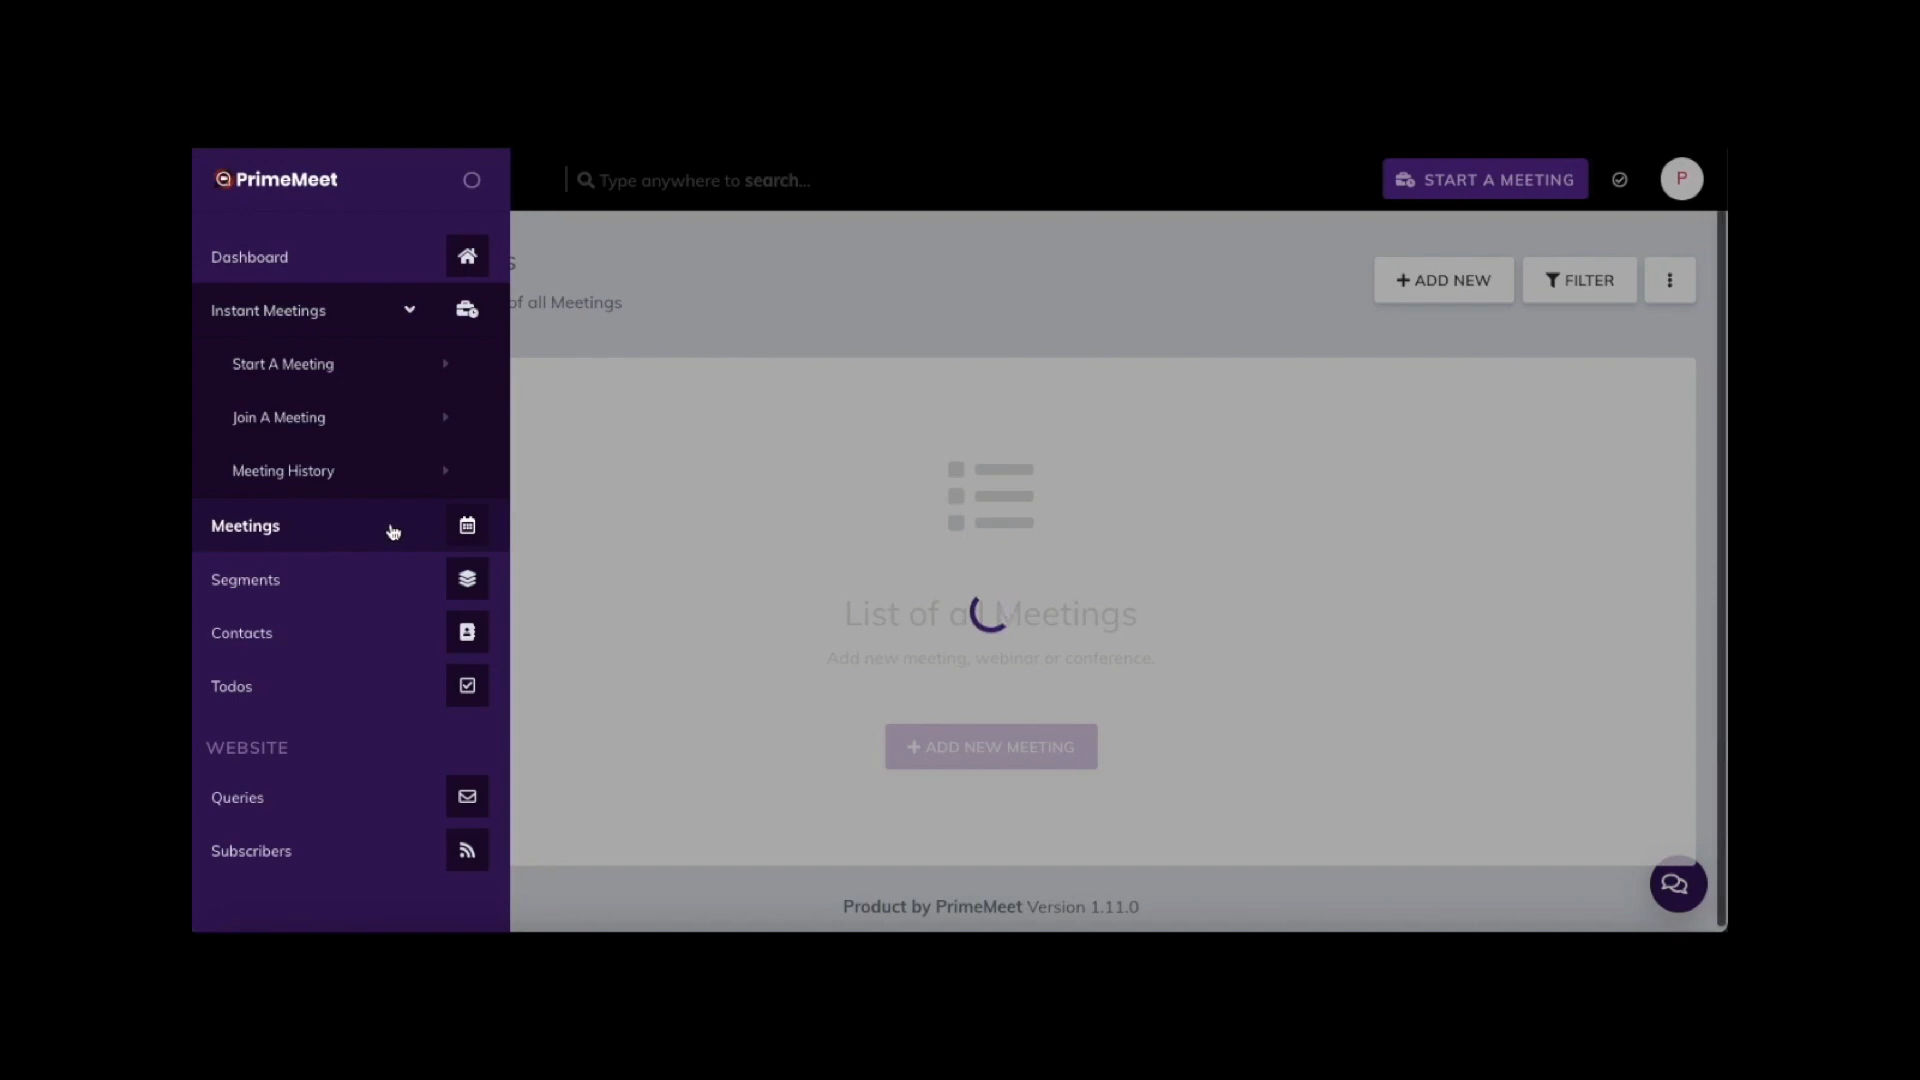 PrimeMeet
Type anywhere to search...
START A MEETING
P
Dashboard
Instant Meetings
Start A Meeting
Join A Meeting
Meeting History
Meetings
Segments
Contacts
Todos
WEBSITE
Queries
Subscribers
s
of all Meetings
ADD NEW
FILTER
List of all Meetings
Add new meeting, webinar or conference.
ADD NEW MEETING
Product by PrimeMeet Version 1.11.0